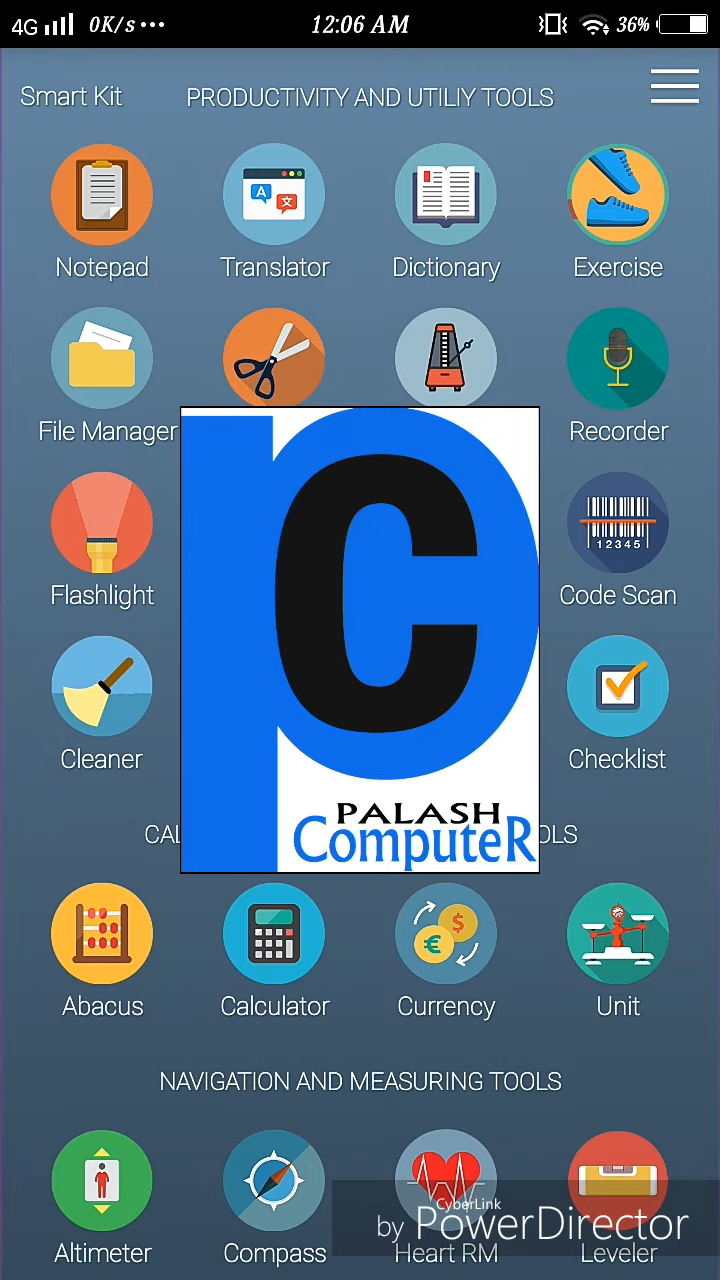 4G 0K/s... 12:06 AM 36%
Smart Kit PRODUCTIVITY AND UTILIY TOOLS
A 文
Notepad Translator Dictionary Exercise
File Manager Recorder
12345
Flashlight Code Scan
Cleaner Checklist
PC
PALASH
ComputeR
CAL OLS
$
€
Abacus Calculator Currency Unit
NAVIGATION AND MEASURING TOOLS
CyberLink
by PowerDirector
Altimeter Compass Heart RM Leveler